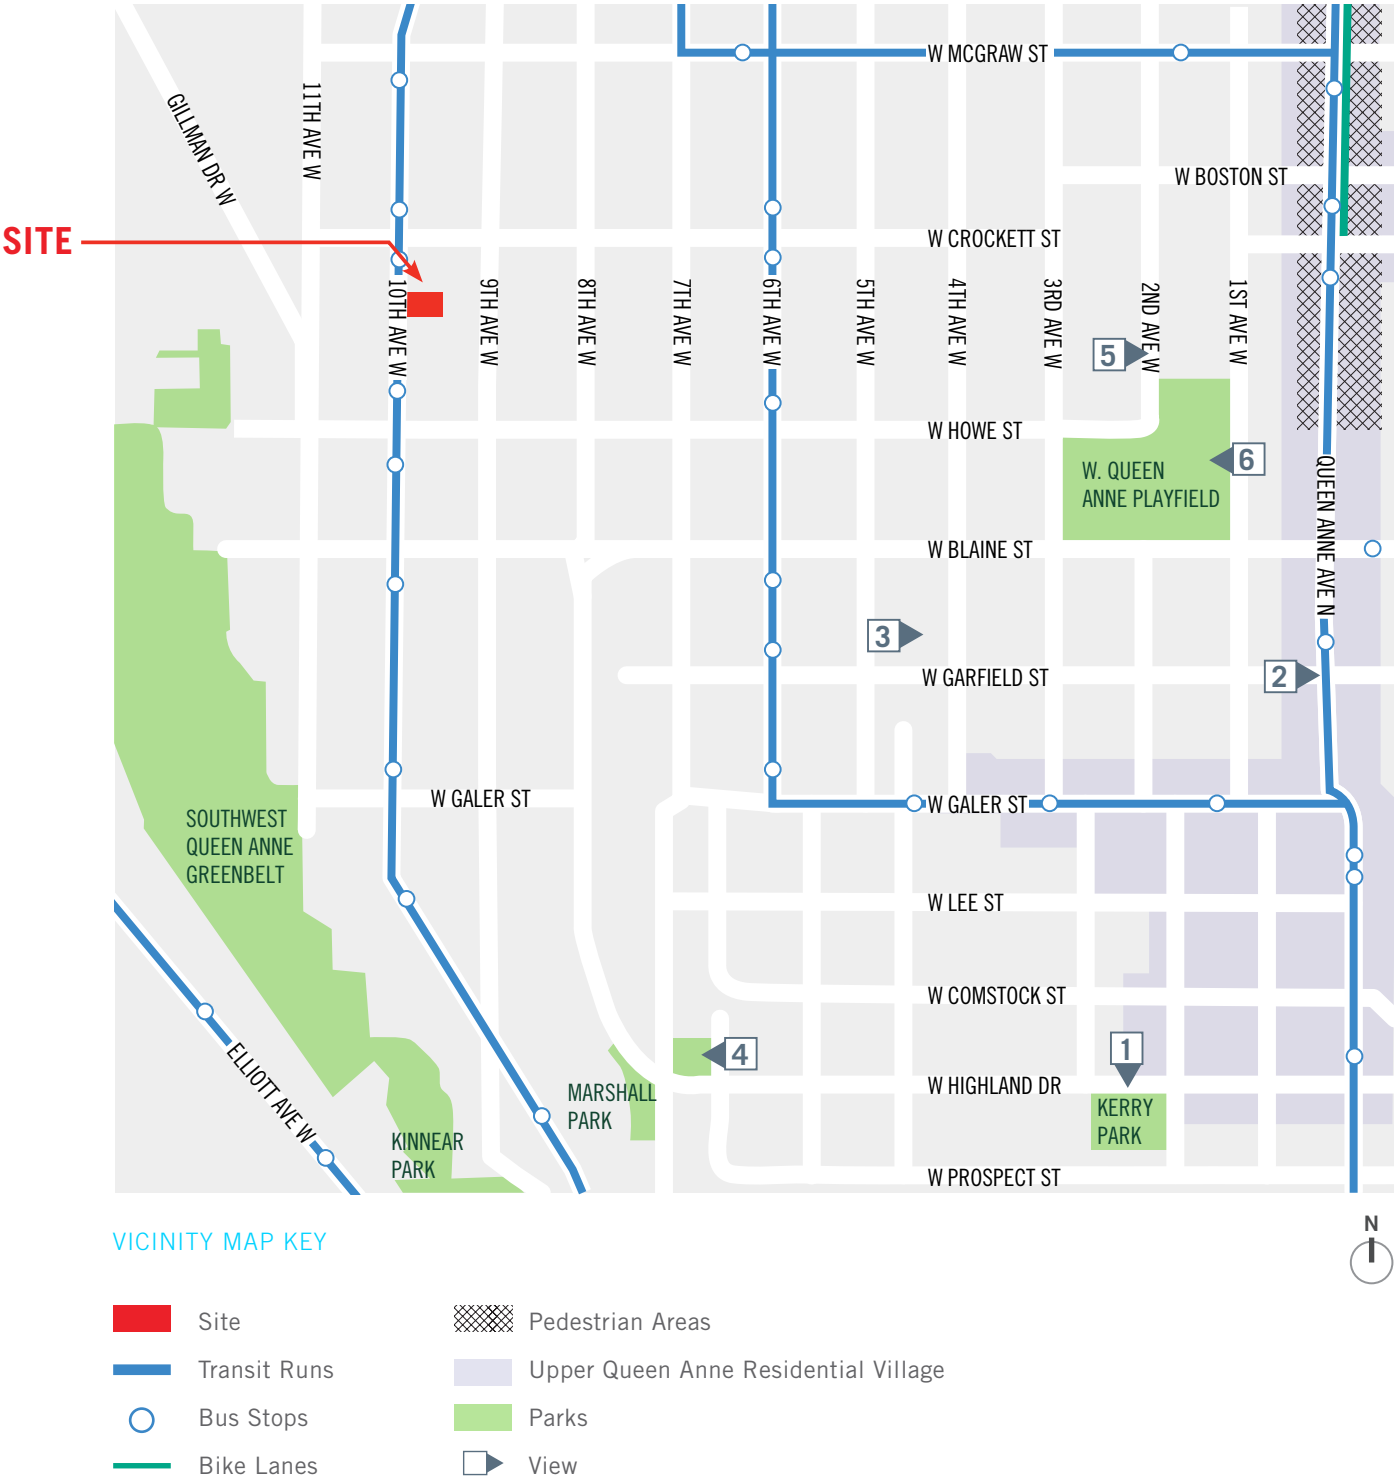 W MCGRAW ST
11TH AVE W
GILLMAN DR W
W BOSTON ST
SITE
W CROCKETT ST
10TH AVE W
9TH AVE W
8TH AVE W
7TH AVE W
6TH AVE W
5TH AVE W
4TH AVE W
3RD AVE W
2ND AVE W
1ST AVE W
5
W HOWE ST
6
W. QUEEN
ANNE PLAYFIELD
QUEEN ANNE AVE N
W BLAINE ST
3
W GARFIELD ST
2
W GALER ST
W GALER ST
SOUTHWEST
QUEEN ANNE
GREENBELT
W LEE ST
W COMSTOCK ST
ELLIOTT AVE W
4
1
W HIGHLAND DR
MARSHALL
PARK
KERRY
PARK
KINNEAR
PARK
W PROSPECT ST
N
VICINITY MAP KEY
Site
Transit Runs
Bus Stops
Bike Lanes
Pedestrian Areas
Upper Queen Anne Residential Village
Parks
View